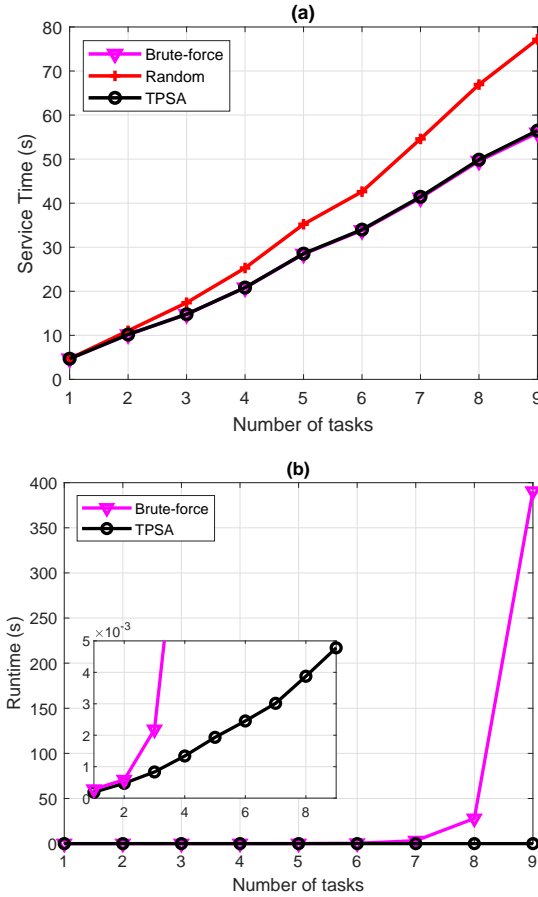 (a)
80
70
60
50
40
30
20
10
0
Service Time (s)
Brute-force
Random
TPSA
1 2 3 4 5 6 7 8 9
Number of tasks
(b)
400
350
300
250
200
150
100
50
0
Runtime (s)
Brute-force
TPSA
×10-3
5
4
3
2
1
0
2 4 6 8
1 2 3 4 5 6 7 8 9
Number of tasks